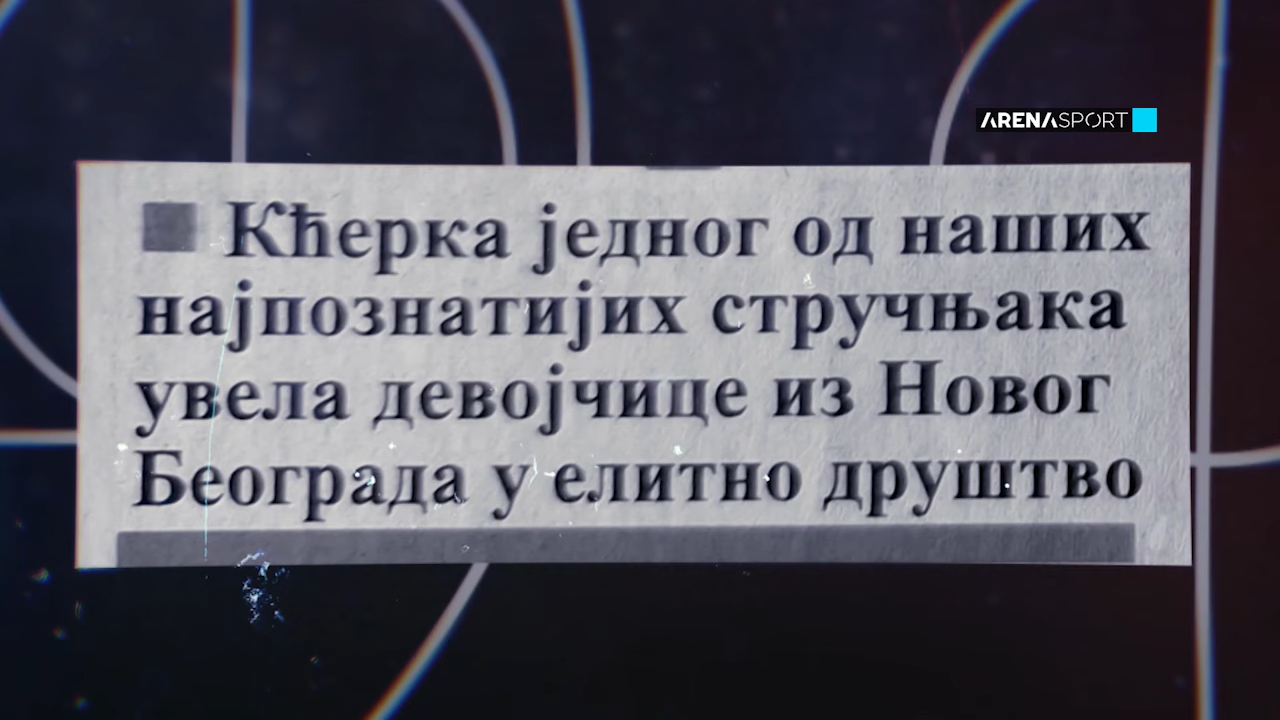 ARENASPORT
Кћерка једног од наших
најпознатијих стручњака
увела девојчице из Новог
Београда у елитно друштво